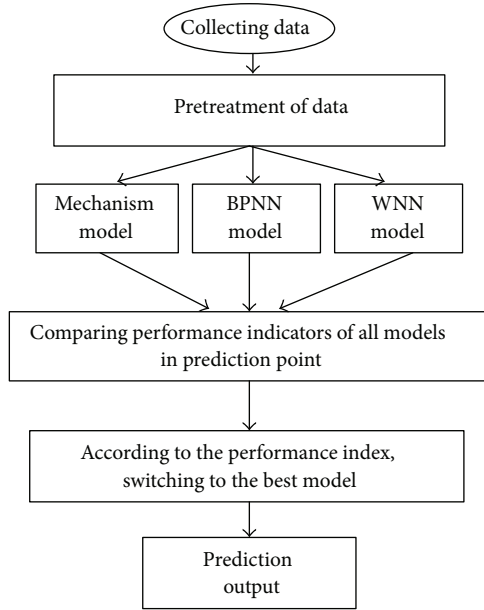 Collecting data
Pretreatment of data
Mechanism
model
BPNN
model
WNN
model
Comparing performance indicators of all models
in prediction point
According to the performance index,
switching to the best model
Prediction
output